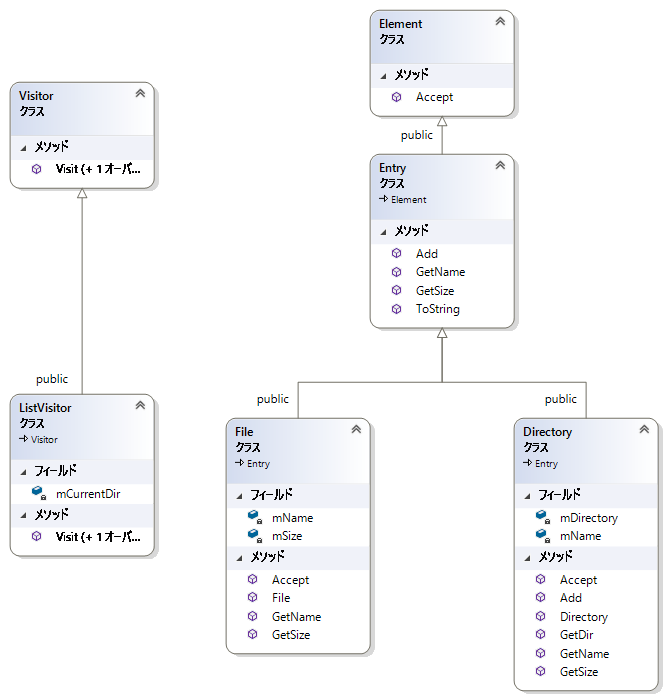 Visitor
クラス
メソッド
Visit (+ 1 オーバ...
public
ListVisitor
クラス
Visitor
フィールド
mCurrentDir
メソッド
Visit (+ 1 オーバ...
Element
クラス
メソッド
Accept
public
Entry
クラス
Element
メソッド
Add
GetName
GetSize
ToString
public
File
クラス
Entry
フィールド
mName
mSize
メソッド
Accept
File
GetName
GetSize
public
Directory
クラス
Entry
フィールド
mDirectory
mName
メソッド
Accept
Add
Directory
GetDir
GetName
GetSize